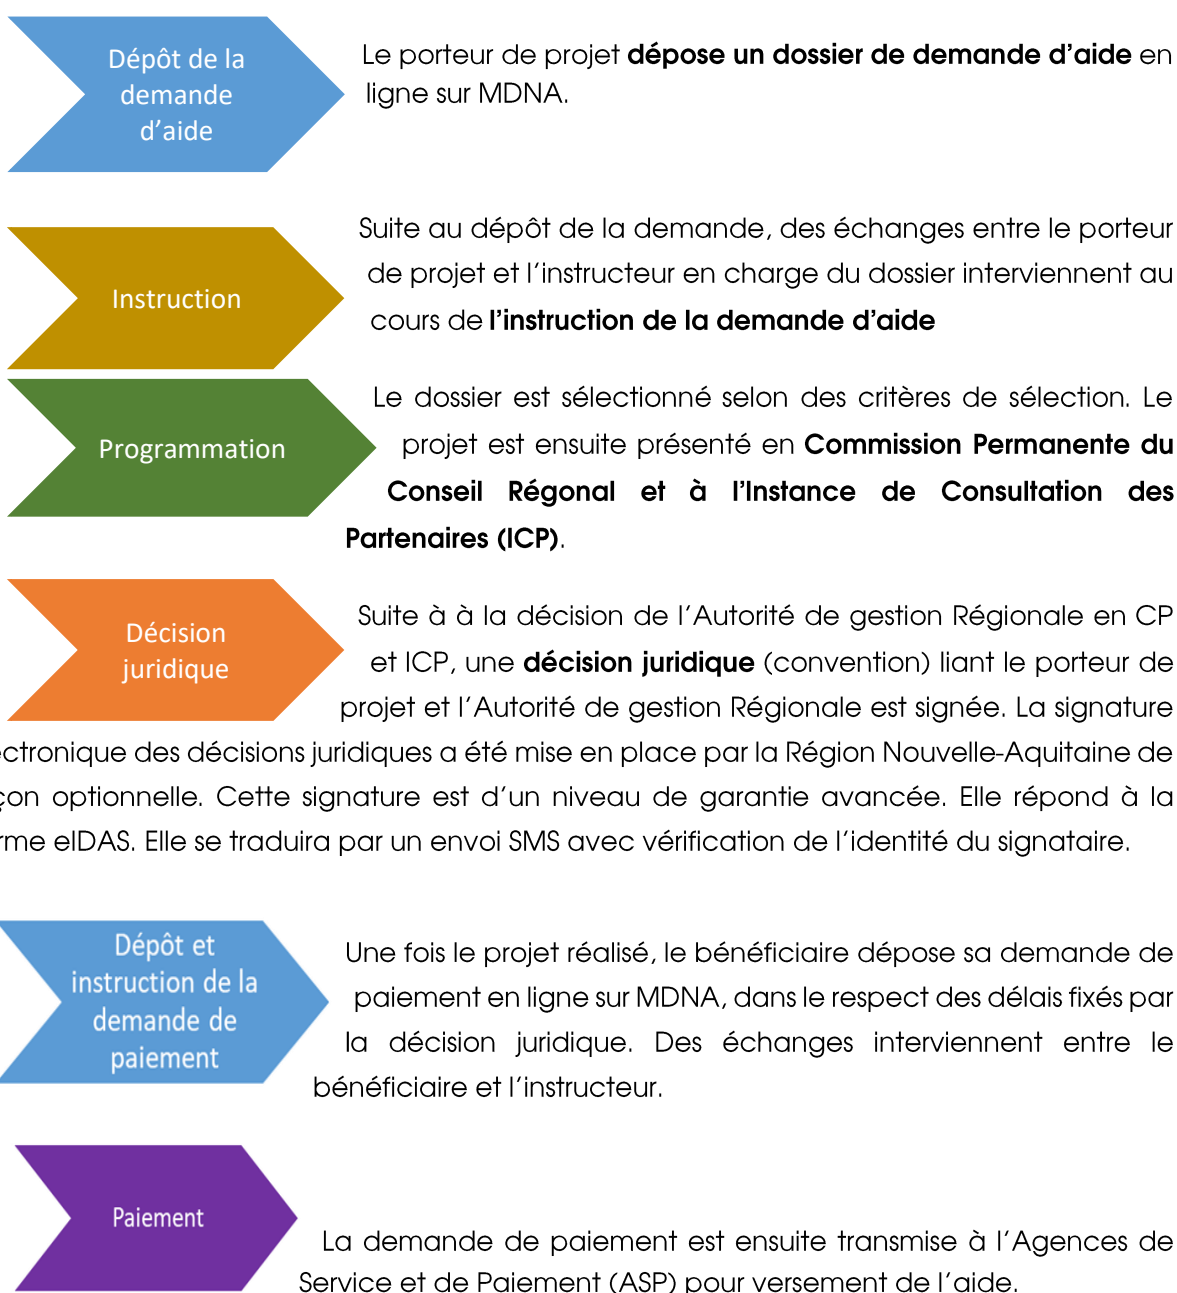 Dépôt de la
demande
d'aide
Le porteur de projet dépose un dossier de demande d'aide en
ligne sur MDNA.
Instruction
Suite au dépôt de la demande, des échanges entre le porteur
de projet et l'instructeur en charge du dossier interviennent au
cours de l'instruction de la demande d'aide
Programmation
Le dossier est sélectionné selon des critères de sélection. Le
projet est ensuite présenté en Commission Permanente du
Conseil Régonal et à l'Instance de Consultation des
Partenaires (ICP).
Décision
juridique
Suite à à la décision de l'Autorité de gestion Régionale en CP
et ICP, une décision juridique (convention) liant le porteur de
projet et l'Autorité de gestion Régionale est signée. La signature
ectronique des décisions juridiques a été mise en place par la Région Nouvelle-Aquitaine de
çon optionnelle. Cette signature est d'un niveau de garantie avancée. Elle répond à la
rme eIDAS. Elle se traduira par un envoi SMS avec vérification de l'identité du signataire.
Dépôt et
instruction de la
demande de
paiement
Une fois le projet réalisé, le bénéficiaire dépose sa demande de
paiement en ligne sur MDNA, dans le respect des délais fixés par
la décision juridique. Des échanges interviennent entre le
bénéficiaire et l'instructeur.
Paiement
La demande de paiement est ensuite transmise à l'Agences de
Service et de Paiement (ASP) pour versement de l'aide.